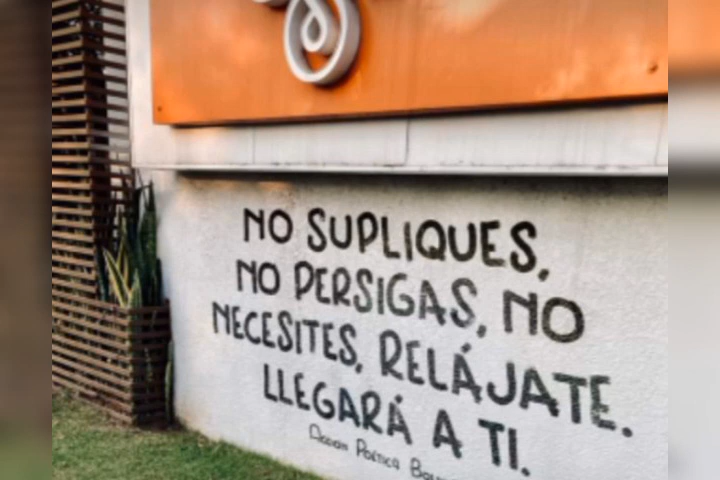 NO SUPLIQUES,
NO PERSIGAS, NO
NECESITES, RELÁJATE.
LLEGARÁ A TI.
Acción Poética